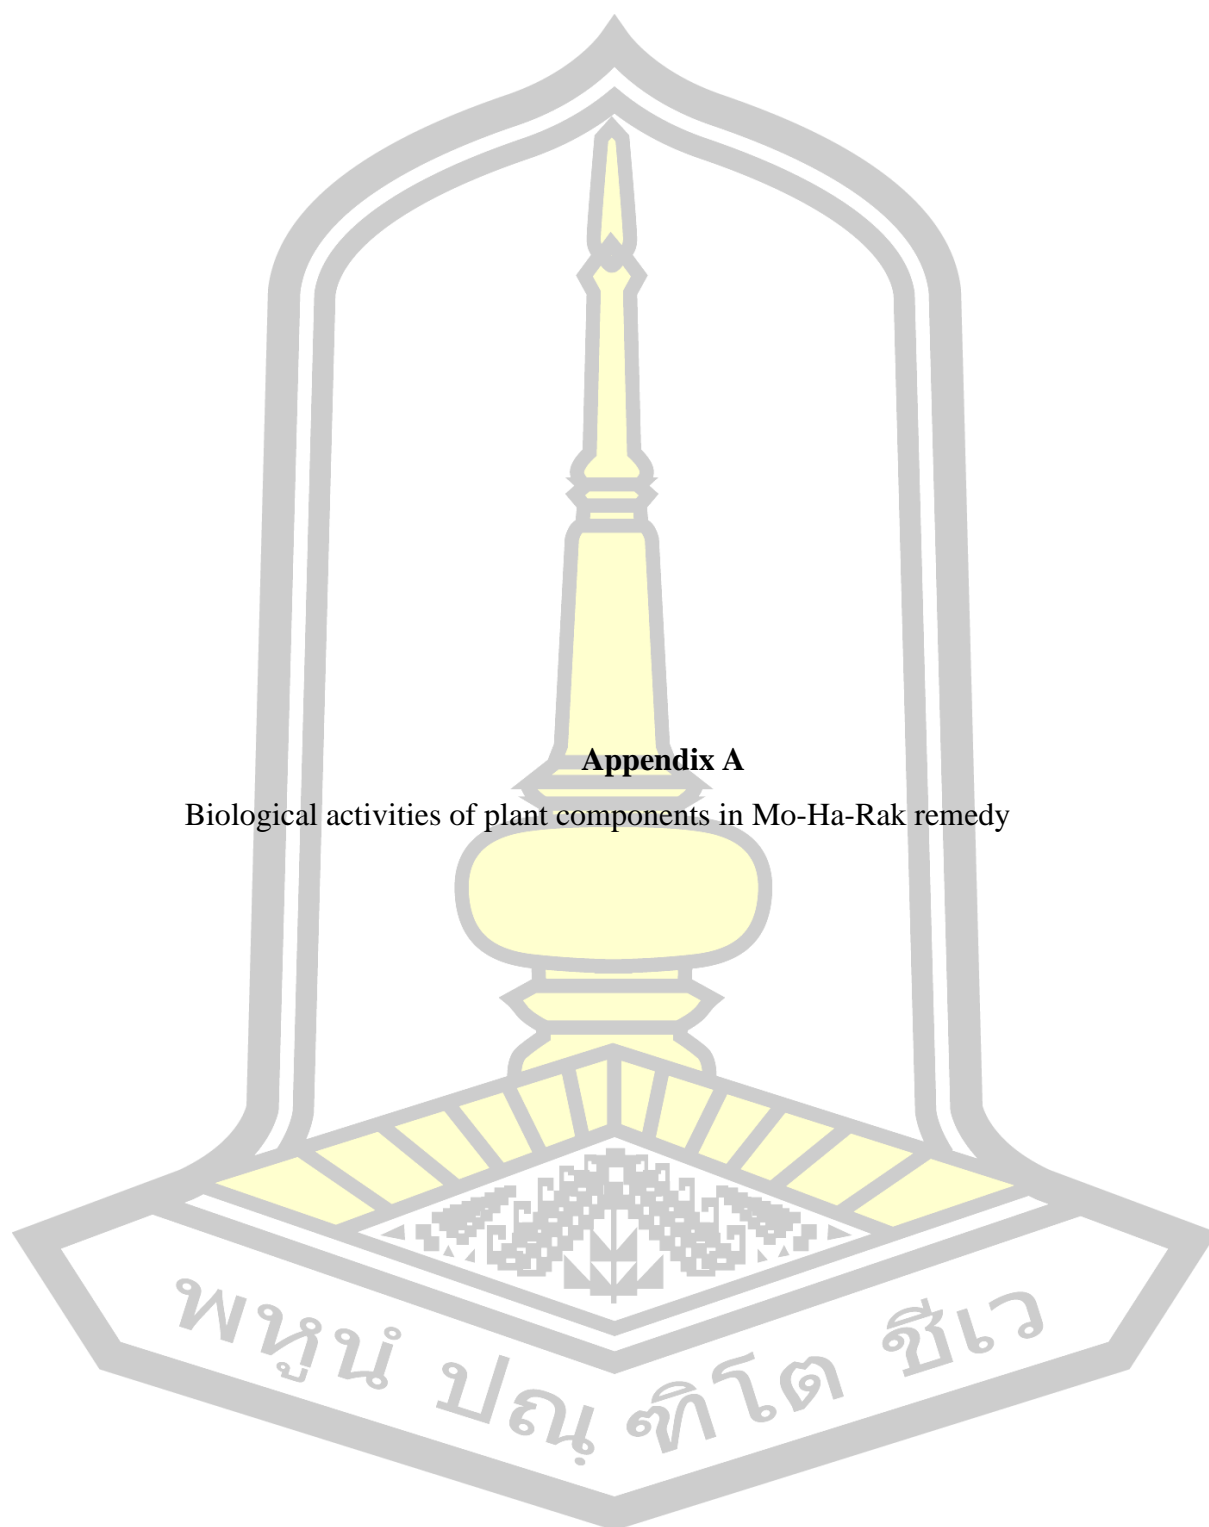 Appendix A
Biological activities of plant components in Mo-Ha-Rak remedy
พหูนํ ปณฺฑิโต ชีเว